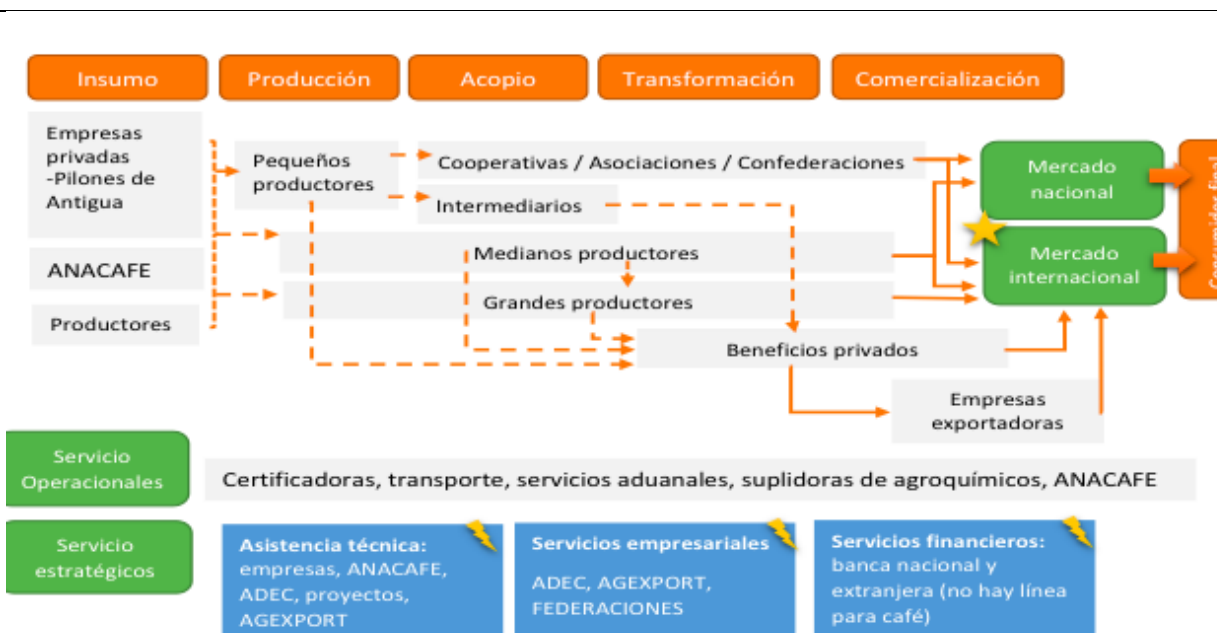 Insumo
Producción
Acopio
Transformación
Comercialización
Empresas
privadas
-Pilones de
Antigua
ANACAFE
Productores
Pequeños
productores
Cooperativas / Asociaciones / Confederaciones
Intermediarios
Medianos productores
Grandes productores
Beneficios privados
Empresas
exportadoras
Mercado
nacional
Mercado
internacional
Consumidor final
Servicio
Operacionales
Certificadoras, transporte, servicios aduanales, suplidoras de agroquímicos, ANACAFE
Servicio
estratégicos
Asistencia técnica:
empresas, ANACAFE,
ADEC, proyectos,
AGEXPORT
Servicios empresariales
ADEC, AGEXPORT,
FEDERACIONES
Servicios financieros:
banca nacional y
extranjera (no hay línea
para café)